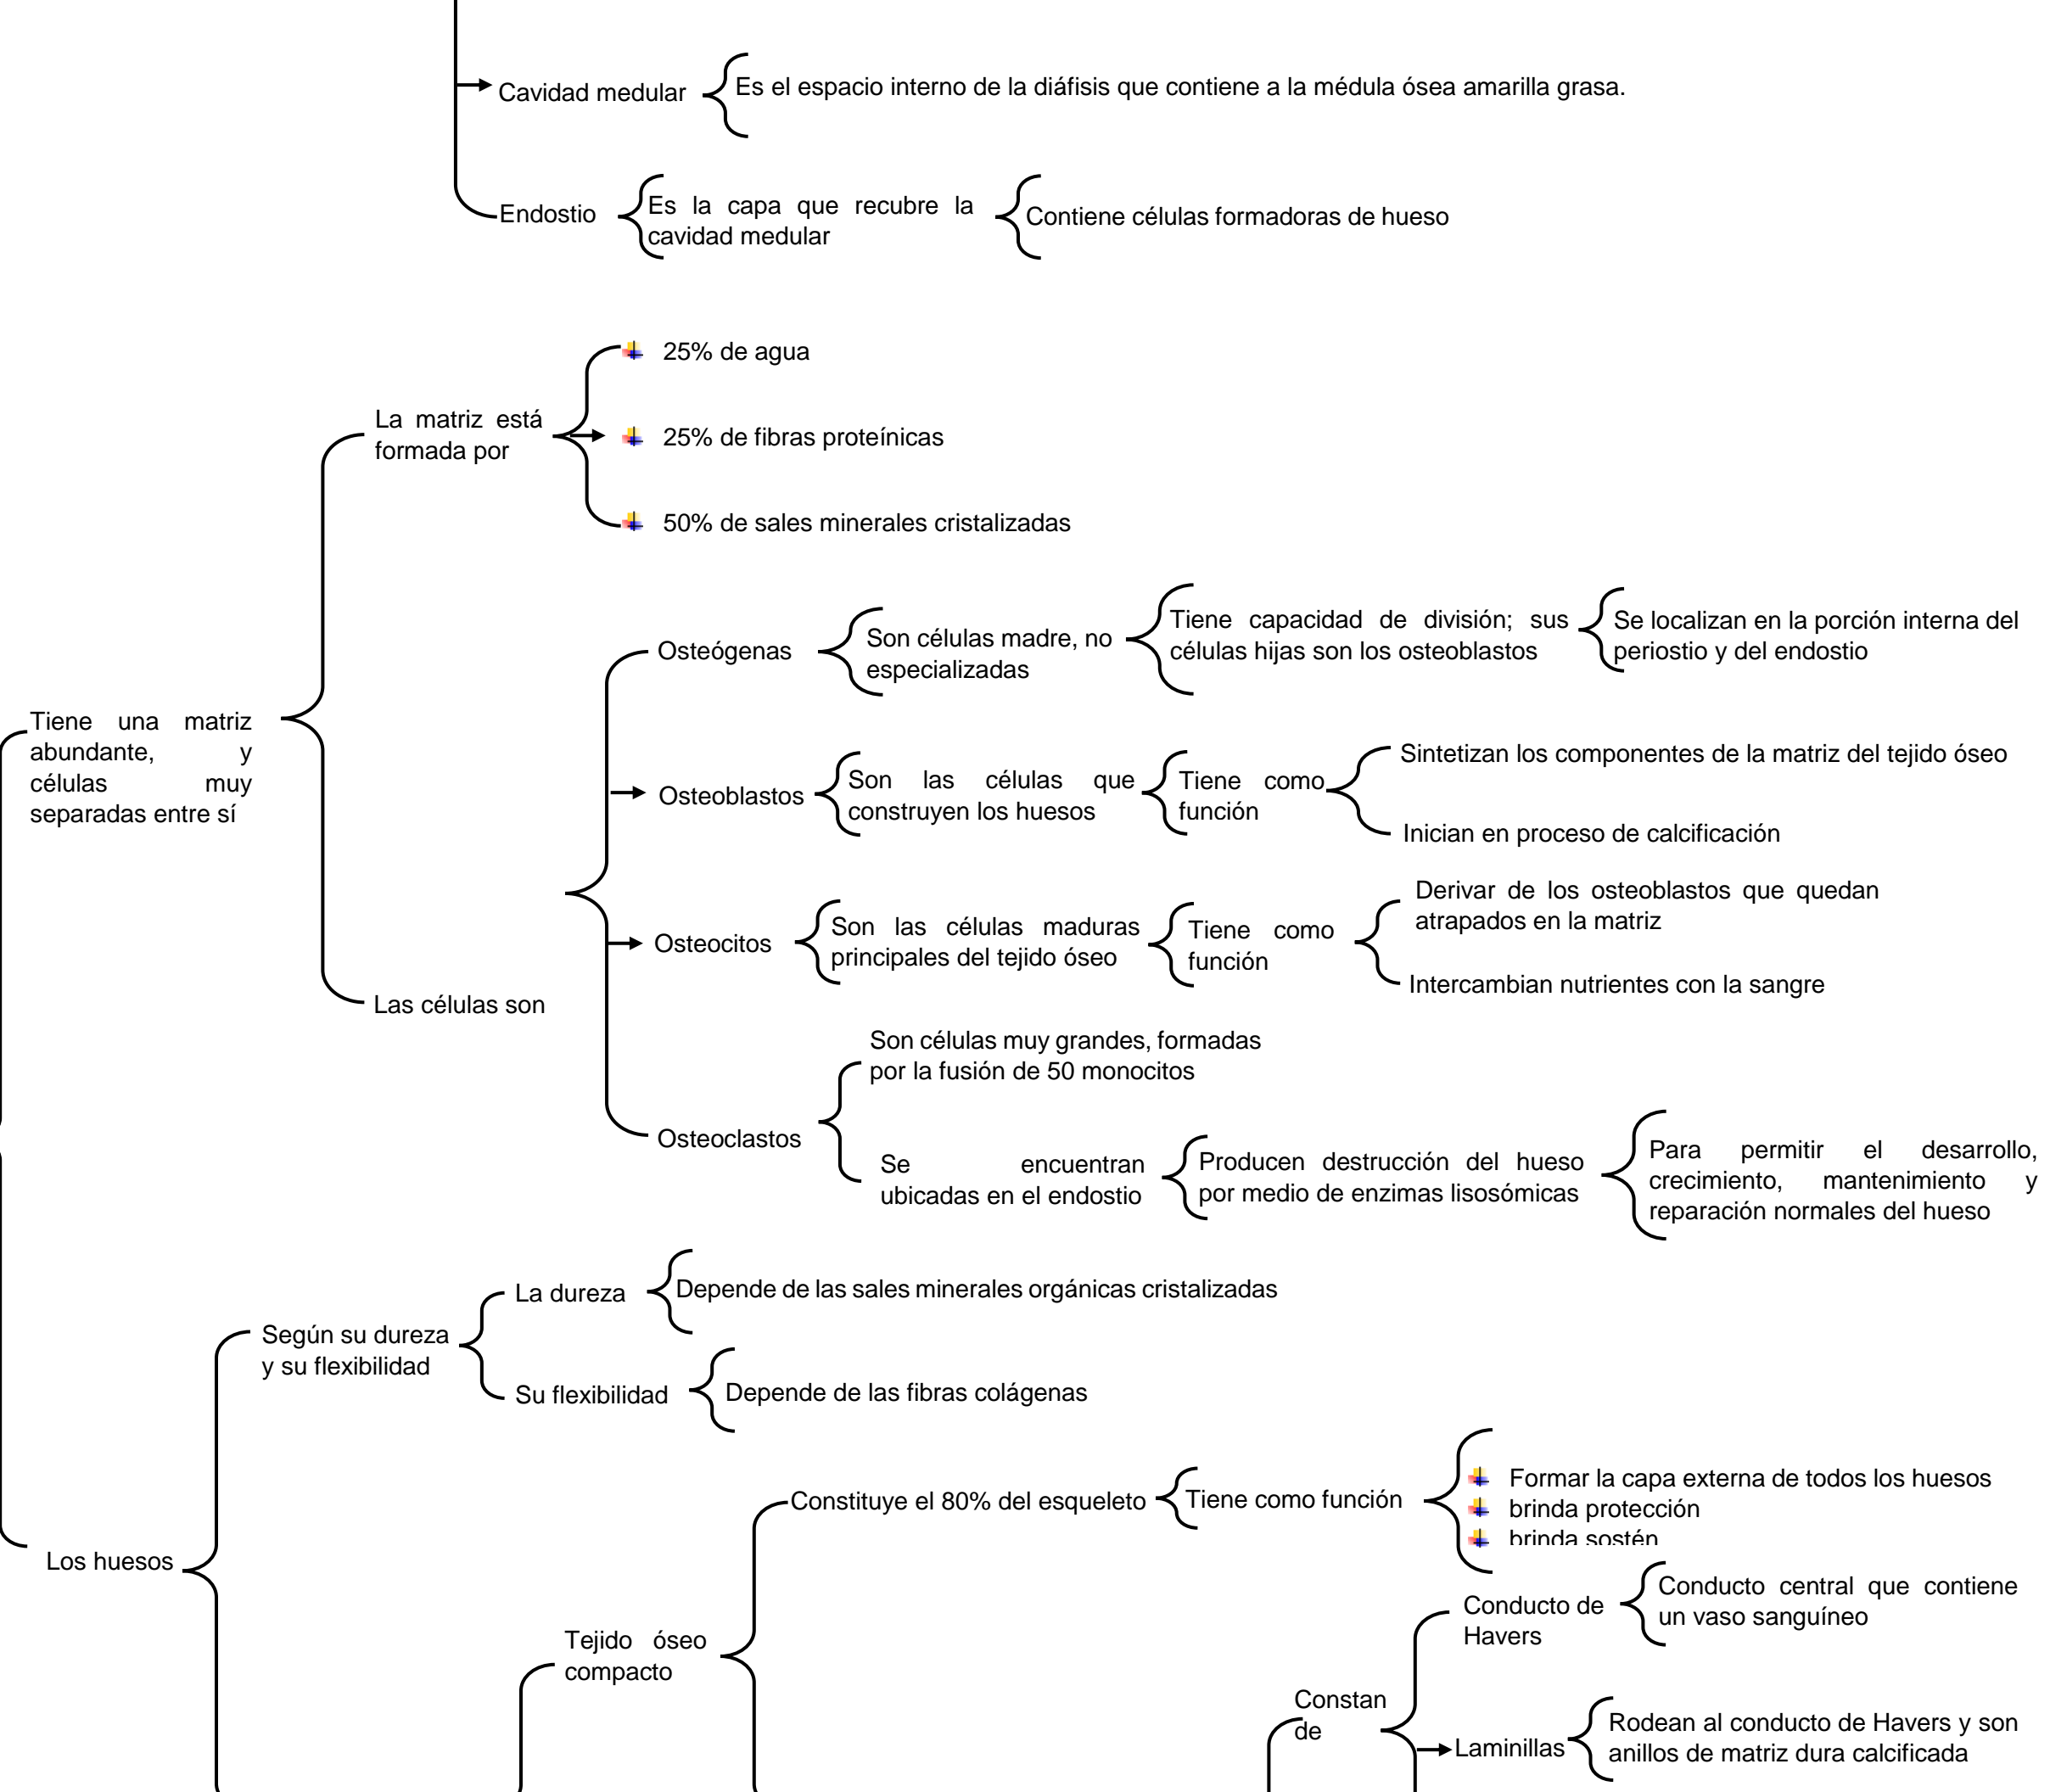 Cavidad medular
Es el espacio interno de la diáfisis que contiene a la médula ósea amarilla grasa.
Endostio
Es la capa que recubre la
cavidad medular
Contiene células formadoras de hueso
Tiene una matriz
abundante, y
células muy
separadas entre sí
La matriz está
formada por
25% de agua
25% de fibras proteínicas
50% de sales minerales cristalizadas
Las células son
Osteógenas
Son células madre, no
especializadas
Tiene capacidad de división; sus
células hijas son los osteoblastos
Se localizan en la porción interna del
periostio y del endostio
Osteoblastos
Son las células que
construyen los huesos
Tiene como
función
Sintetizan los componentes de la matriz del tejido óseo
Inician en proceso de calcificación
Osteocitos
Son las células maduras
principales del tejido óseo
Tiene como
función
Derivar de los osteoblastos que quedan
atrapados en la matriz
Intercambian nutrientes con la sangre
Osteoclastos
Son células muy grandes, formadas
por la fusión de 50 monocitos
Se encuentran
ubicadas en el endostio
Producen destrucción del hueso
por medio de enzimas lisosómicas
Para permitir el desarrollo,
crecimiento, mantenimiento y
reparación normales del hueso
Los huesos
Según su dureza
y su flexibilidad
La dureza
Depende de las sales minerales orgánicas cristalizadas
Su flexibilidad
Depende de las fibras colágenas
Tejido óseo
compacto
Constituye el 80% del esqueleto
Tiene como función
Formar la capa externa de todos los huesos
brinda protección
brinda sostén
Constan
de
Conducto de
Havers
Conducto central que contiene
un vaso sanguíneo
Laminillas
Rodean al conducto de Havers y son
anillos de matriz dura calcificada